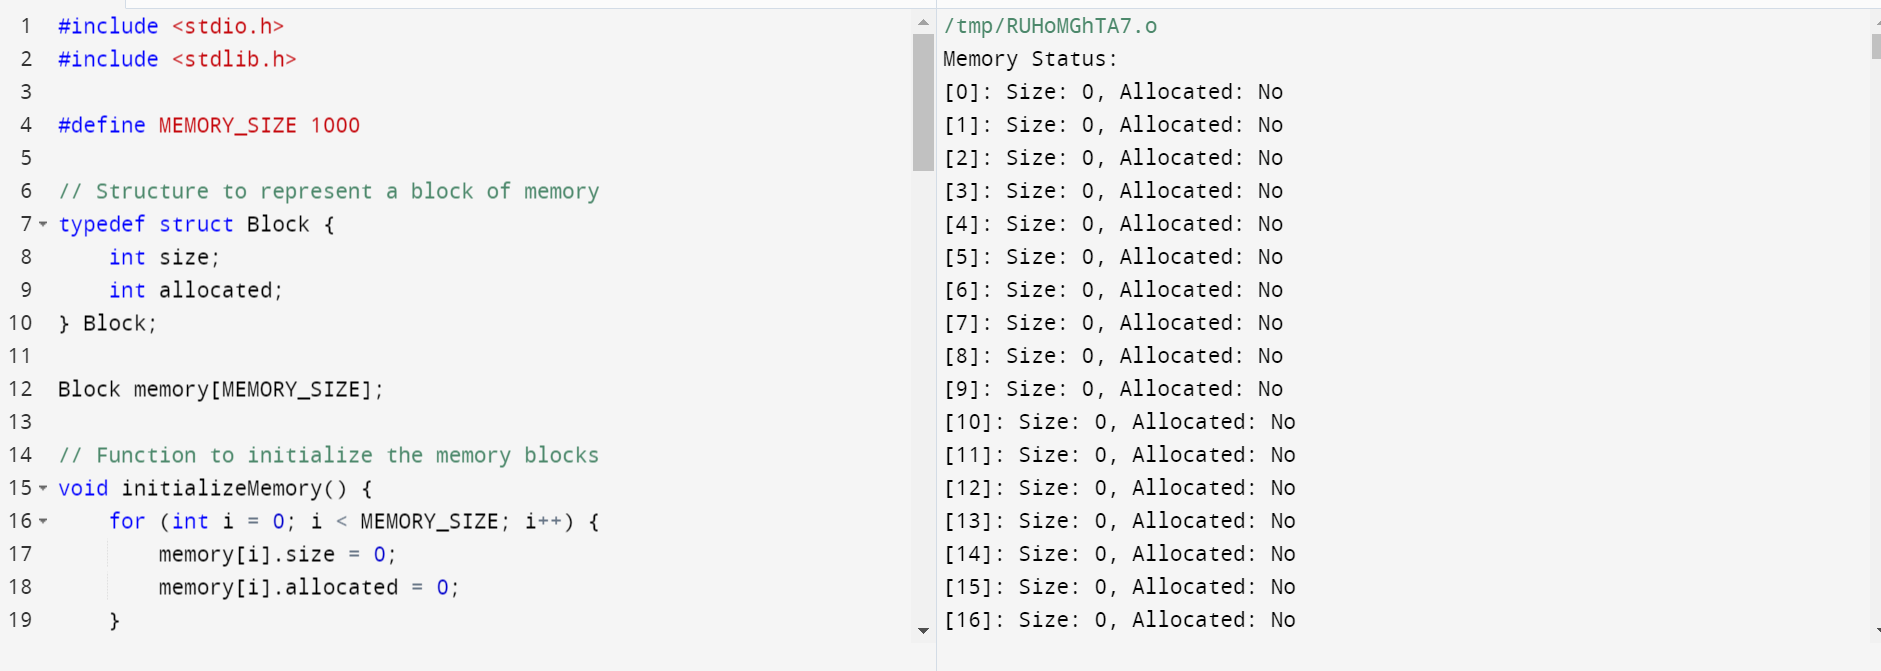 1 #include <stdio.h>
2 #include <stdlib.h>
3
4 #define MEMORY_SIZE 1000
5
6 // Structure to represent a block of memory
7 typedef struct Block {
8     int size;
9     int allocated;
10 } Block;
11
12 Block memory[MEMORY_SIZE];
13
14 // Function to initialize the memory blocks
15 void initializeMemory() {
16     for (int i = 0; i < MEMORY_SIZE; i++) {
17         memory[i].size = 0;
18         memory[i].allocated = 0;
19     }
/tmp/RUHoMGhTA7.o
Memory Status:
[0]: Size: 0, Allocated: No
[1]: Size: 0, Allocated: No
[2]: Size: 0, Allocated: No
[3]: Size: 0, Allocated: No
[4]: Size: 0, Allocated: No
[5]: Size: 0, Allocated: No
[6]: Size: 0, Allocated: No
[7]: Size: 0, Allocated: No
[8]: Size: 0, Allocated: No
[9]: Size: 0, Allocated: No
[10]: Size: 0, Allocated: No
[11]: Size: 0, Allocated: No
[12]: Size: 0, Allocated: No
[13]: Size: 0, Allocated: No
[14]: Size: 0, Allocated: No
[15]: Size: 0, Allocated: No
[16]: Size: 0, Allocated: No